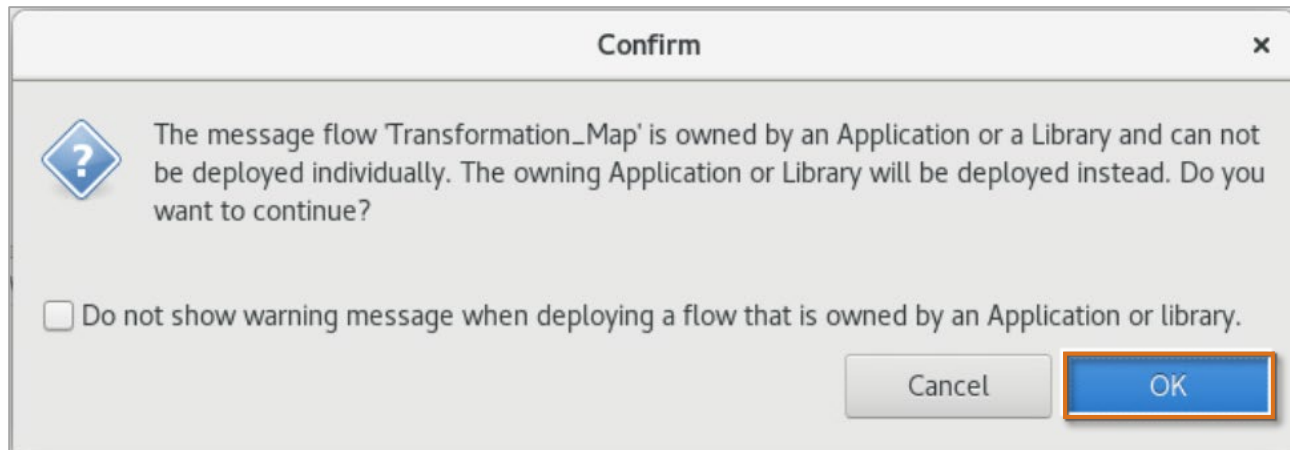 Confirm
The message flow 'Transformation_Map' is owned by an Application or a Library and can not
be deployed individually. The owning Application or Library will be deployed instead. Do you
want to continue?
Do not show warning message when deploying a flow that is owned by an Application or library.
Cancel
OK